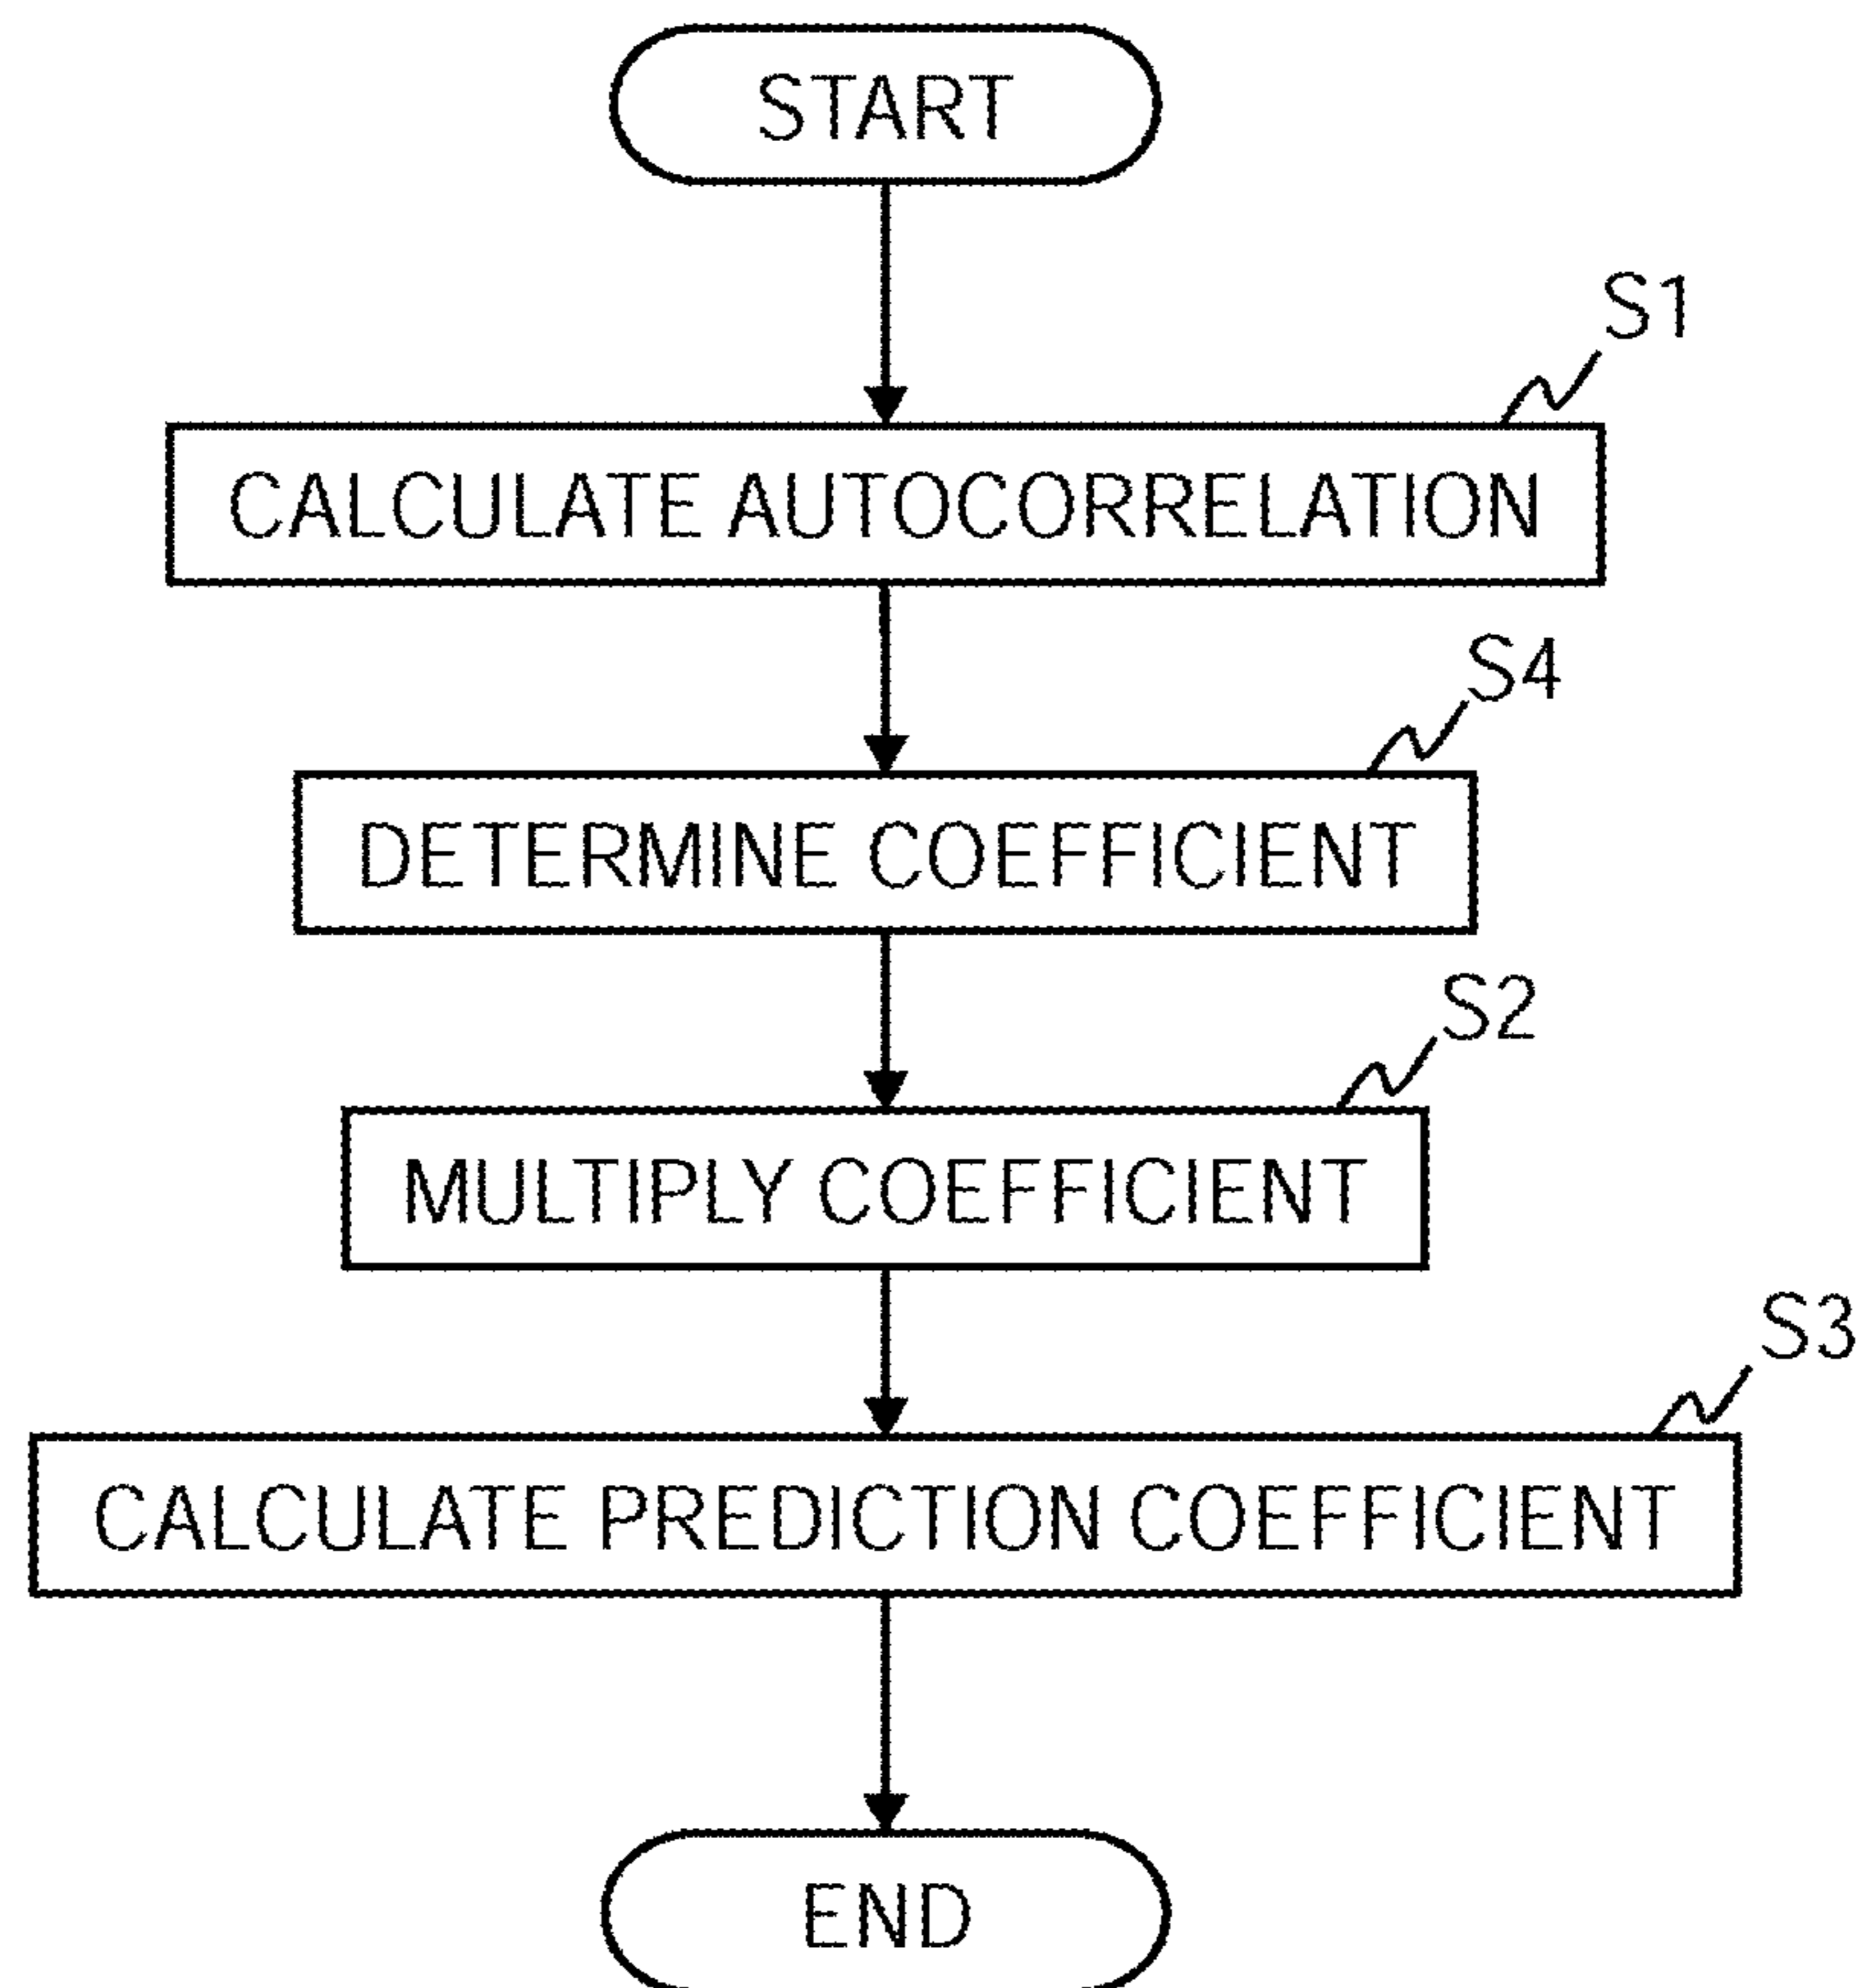 START
S1
CALCULATE AUTOCORRELATION
S4
DETERMINE COEFFICIENT
S2
MULTIPLY COEFFICIENT
S3
CALCULATE PREDICTION COEFFICIENT
END